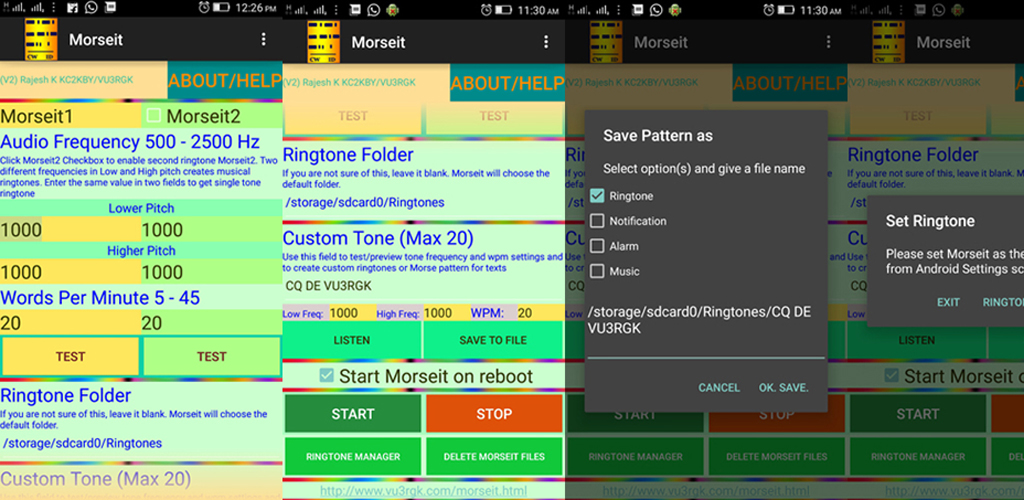 12:26 PM
Morseit
(V2) Rajesh K KC2KBY/VU3RGK
ABOUT/HELP
Morseit1
Morseit2
Audio Frequency 500 - 2500 Hz
Click Morseit2 Checkbox to enable second ringtone Morseit2. Two
different frequencies in Low and High pitch creates musical
ringtones. Enter the same value in two fields to get single tone
ringtone
Lower Pitch
1000 1000
Higher Pitch
1000 1000
Words Per Minute 5 - 45
20 20
TEST TEST
Ringtone Folder
If you are not sure of this, leave it blank. Morseit will choose the
default folder.
/storage/sdcard0/Ringtones
Custom Tone (Max 20)
11:30 AM
Morseit
(V2) Rajesh K KC2KBY/VU3RGK
ABOUT/HELP
TEST TEST
Ringtone Folder
If you are not sure of this, leave it blank. Morseit will choose the
default folder.
/storage/sdcard0/Ringtones
Custom Tone (Max 20)
Use this field to test/preview tone frequency and wpm settings and
to create custom ringtones or Morse pattern for texts
CQ DE VU3RGK
Low Freq: 1000 High Freq: 1000 WPM: 20
LISTEN SAVE TO FILE
Start Morseit on reboot
START STOP
RINGTONE MANAGER DELETE MORSEIT FILES
http://www.vu3rgk.com/morseit.html
11:30 AM
Morseit
(V2) Rajesh K KC2KBY/VU3RGK
ABOUT/HELP
Save Pattern as
Select option(s) and give a file name
Ringtone
Notification
Alarm
Music
/storage/sdcard0/Ringtones/CQ DE
VU3RGK
CANCEL OK. SAVE.
START STOP
RINGTONE MANAGER DELETE MORSEIT FILES
http://www.vu3rgk.com/morseit.html
Morseit
(V2) Rajesh K KC2KBY/VU3RGK
TEST
Ringtone Folder
If you are not sure of this, leave it blank.
default folder.
/storage/sdcard0/Ringtones
Set Ringtone
Please set Morseit as the
from Android Settings sc
EXIT RINGTO
LISTEN
Start Morseit o
START
RINGTONE MANAGER DEL
http://www.vu3rgk.com/mors